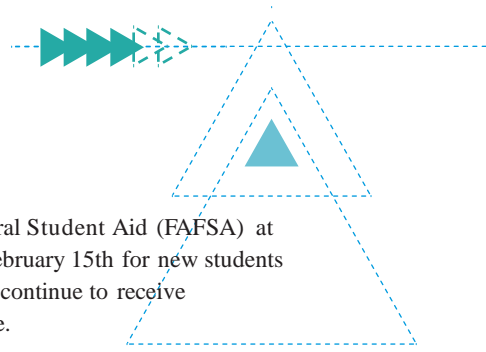 ral Student Aid (FAFSA) at
ebruary 15th for new students
continue to receive
e.